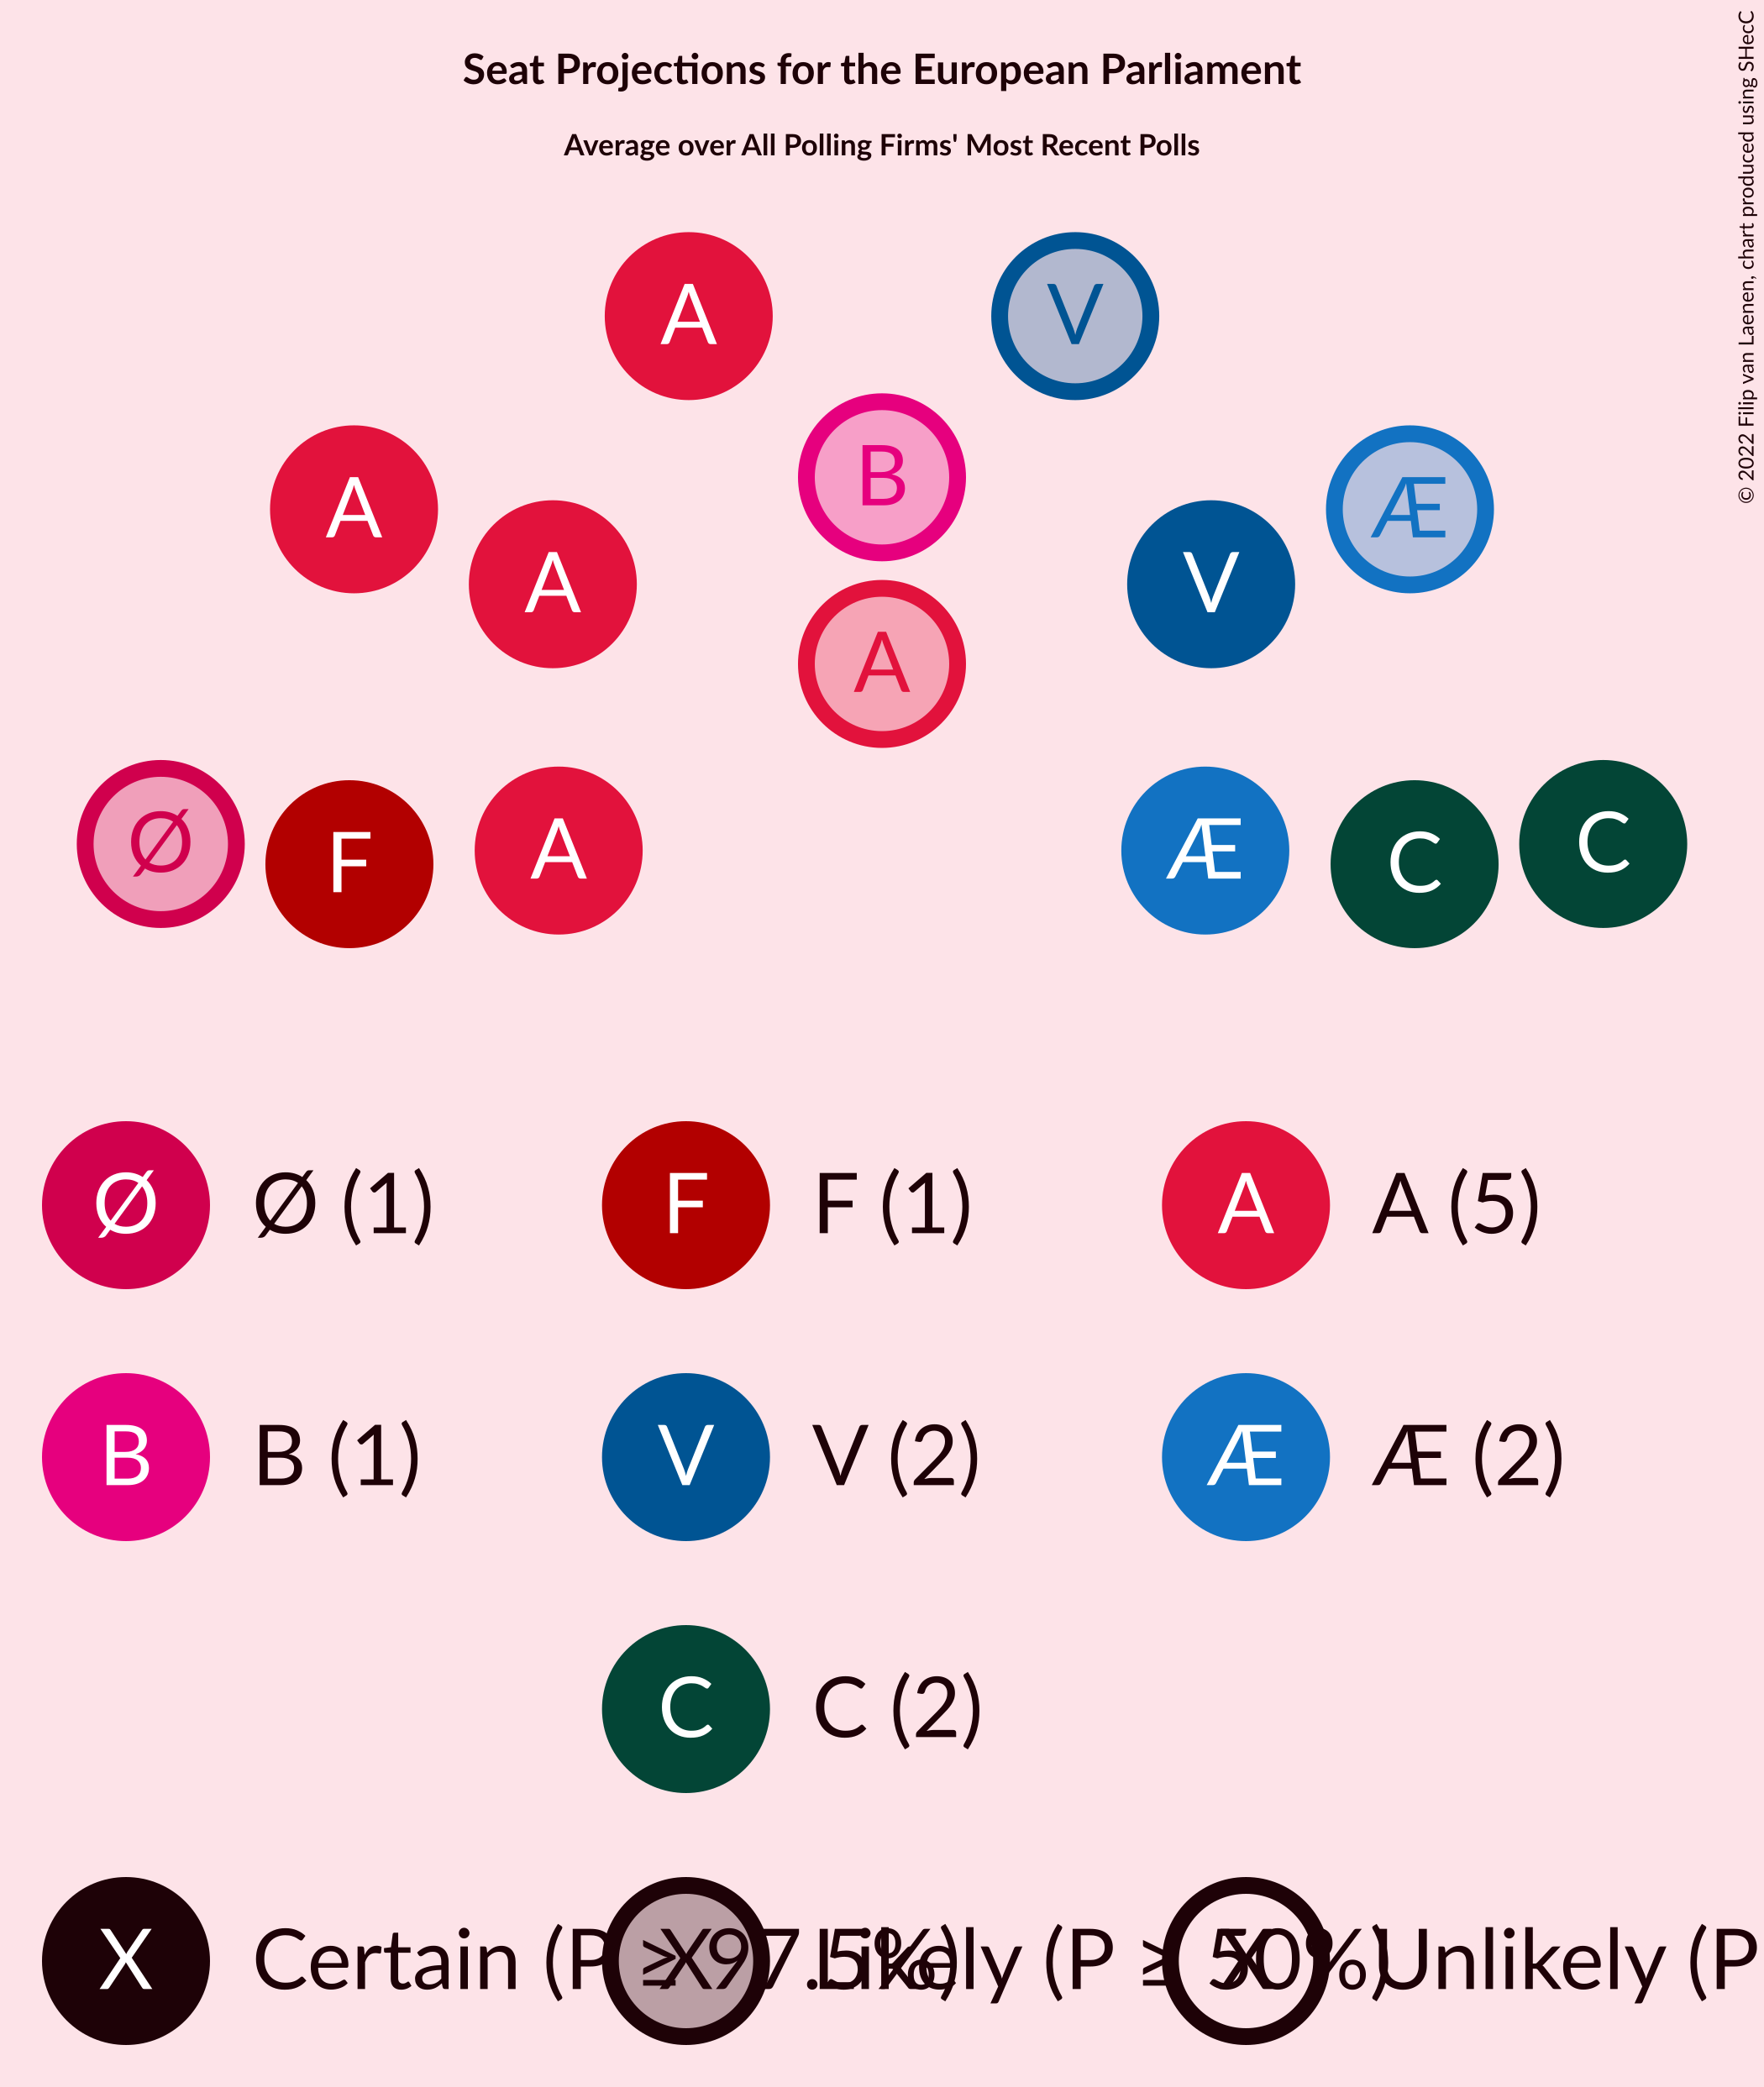 Seat Projections for the European Parliament
Average over All Polling Firms' Most Recent Polls
© 2022 Filip van Laenen, chart produced using SHecC
A V
B
A Æ
A V
A
Ø F A Æ C C
Ø Ø (1) F F (1) A A (5)
B B (1) V V (2) Æ Æ (2)
C C (2)
X Certain (P ≥ 97.5%) X Likely (P ≥ 50%) X Unlikely (P